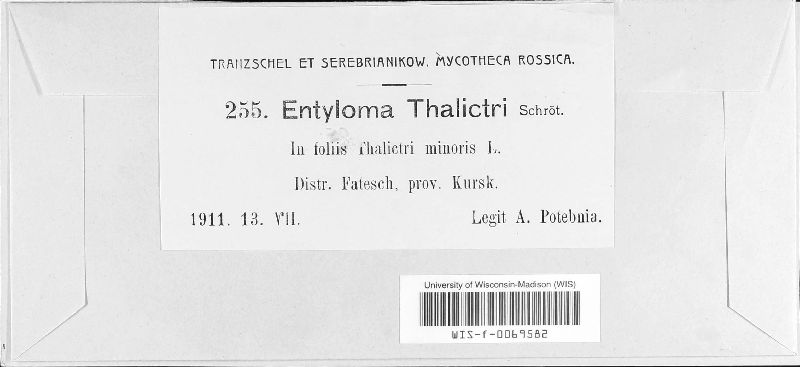 TRANZSCHEL ET SEREBRIANIKOW. MYCOTHECA ROSSICA.
255. Entyloma Thalictri Schröt.
In foliis Thalictri minoris L.
Distr. Fatesch, prov. Kursk.
1911. 13. VII. Legit A. Potebnia.
University of Wisconsin-Madison (WIS)
WIS-f-0069582